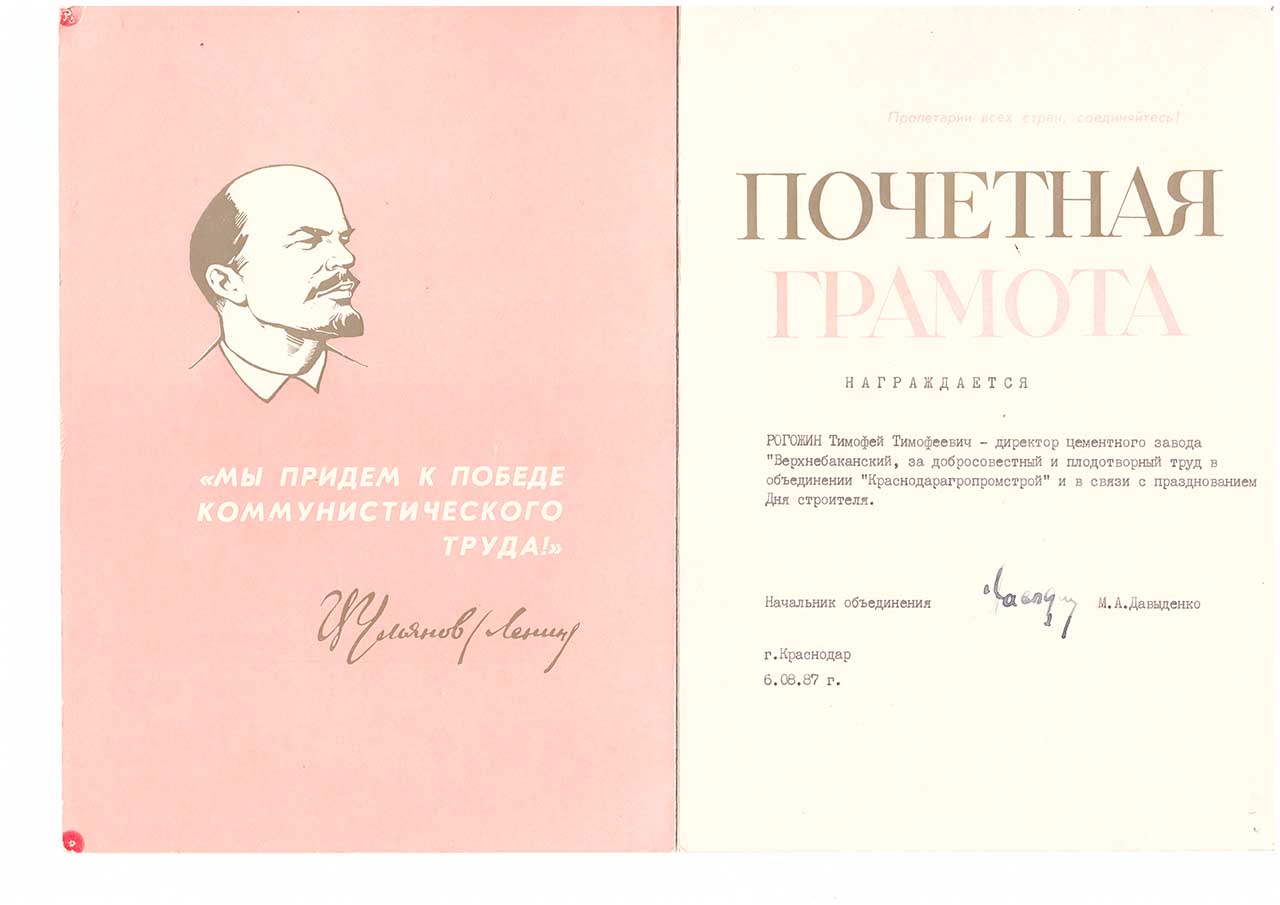 «МЫ ПРИДЕМ К ПОБЕДЕ
КОММУНИСТИЧЕСКОГО
ТРУДА!»
Ульянов (Ленин)
Пролетарии всех стран, соединяйтесь!
ПОЧЕТНАЯ
ГРАМОТА
НАГРАЖДАЕТСЯ
РОГОЖИН Тимофей Тимофеевич - директор цементного завода
"Верхнебаканский, за добросовестный и плодотворный труд в
объединении "Краснодарагропромстрой" и в связи с празднованием
Дня строителя.
Начальник объединения М.А.Давыденко
г.Краснодар
6.08.87 г.